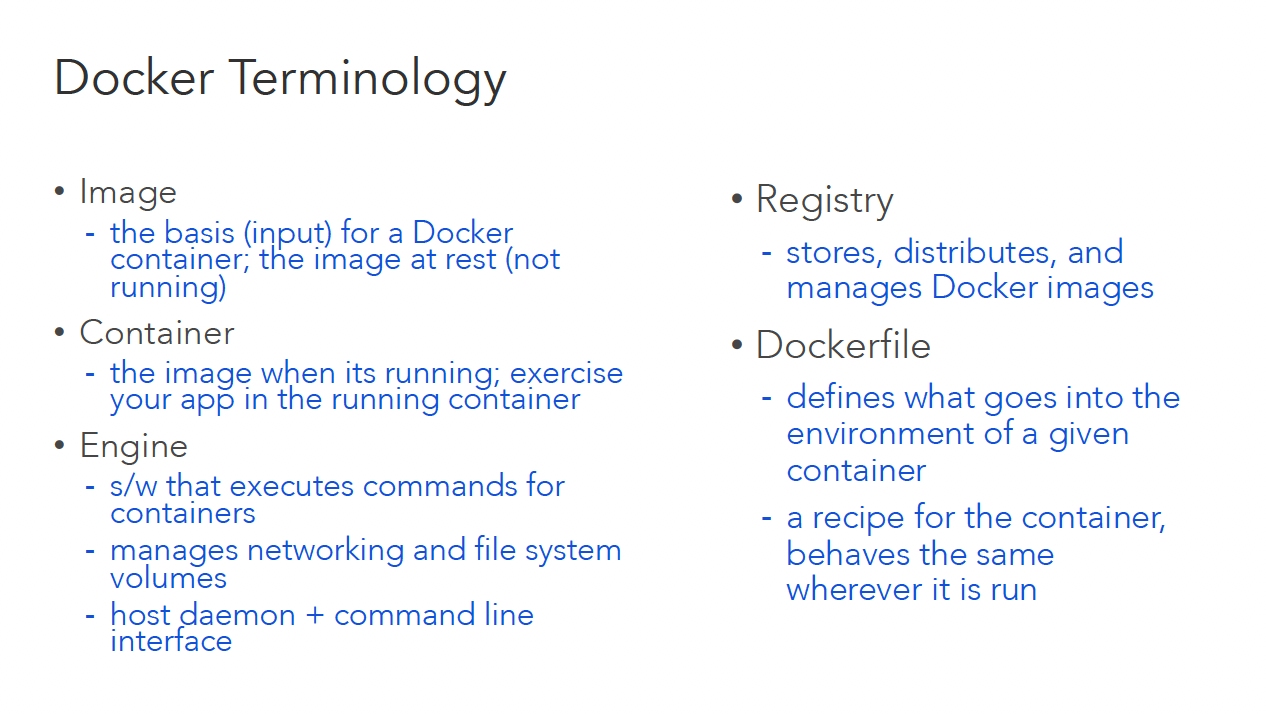 Docker Terminology
• Image
- the basis (input) for a Docker
container; the image at rest (not
running)
• Container
- the image when its running; exercise
your app in the running container
• Engine
- s/w that executes commands for
containers
- manages networking and file system
volumes
- host daemon + command line
interface
• Registry
- stores, distributes, and
manages Docker images
• Dockerfile
- defines what goes into the
environment of a given
container
- a recipe for the container,
behaves the same
wherever it is run